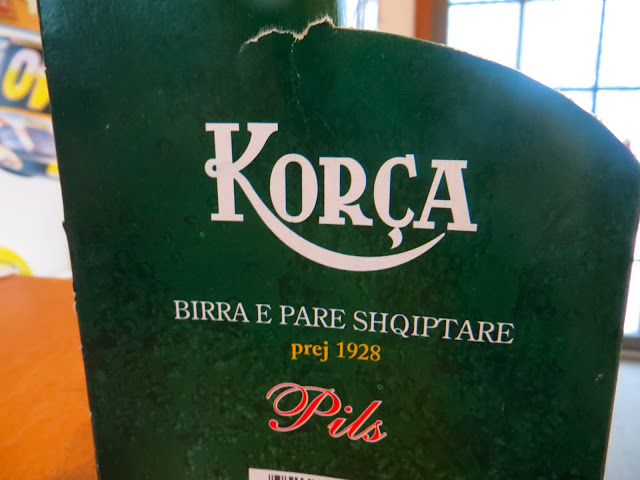 KORÇA
BIRRA E PARE SHQIPTARE
prej 1928
Pils